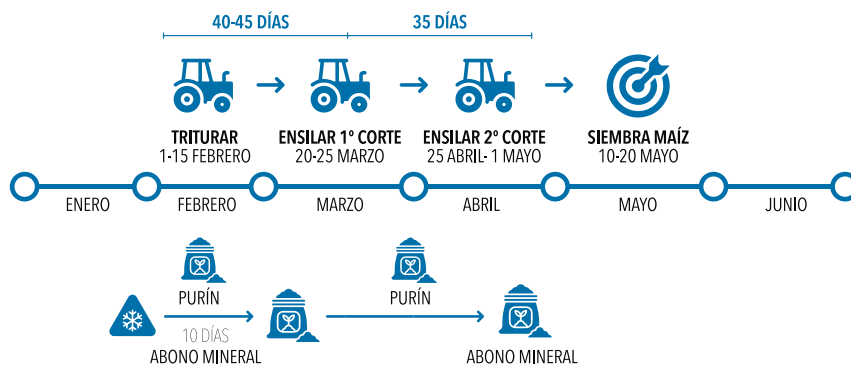 40-45 DÍAS
35 DÍAS
TRITURAR
1-15 FEBRERO
ENSILAR 1º CORTE
20-25 MARZO
ENSILAR 2º CORTE
25 ABRIL- 1 MAYO
SIEMBRA MAÍZ
10-20 MAYO
ENERO
FEBRERO
MARZO
ABRIL
MAYO
JUNIO
PURÍN
PURÍN
10 DÍAS
ABONO MINERAL
ABONO MINERAL